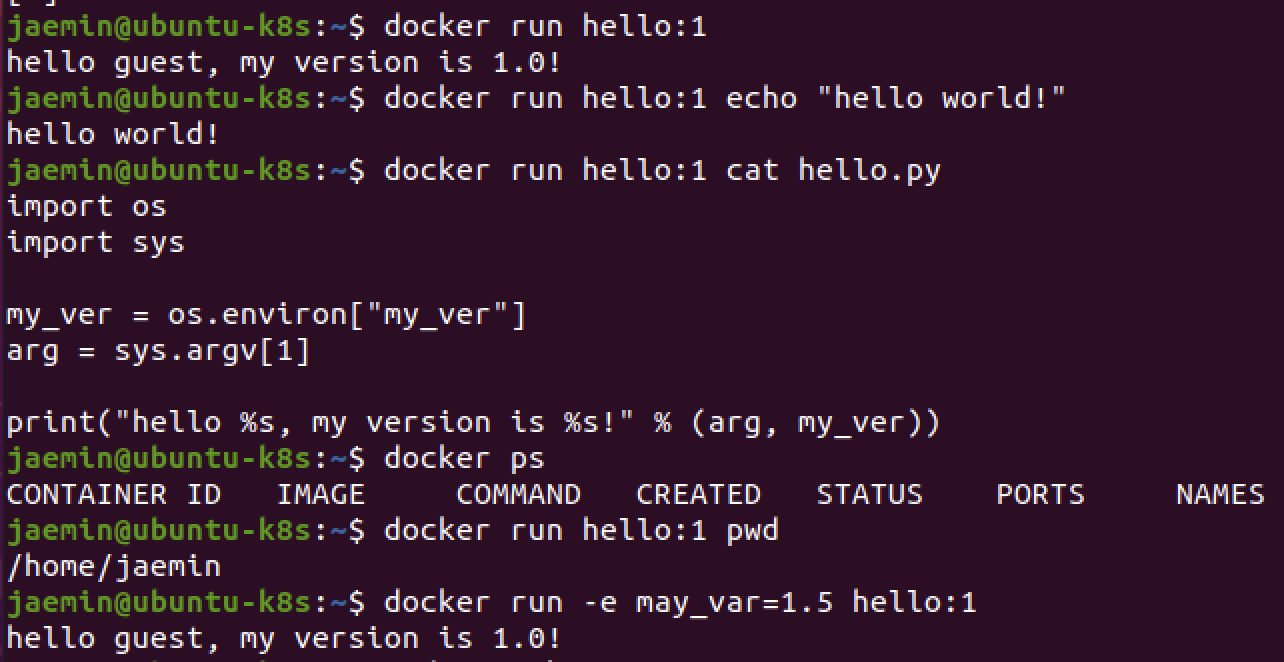 jaemin@ubuntu-k8s:~$ docker run hello:1
hello guest, my version is 1.0!
jaemin@ubuntu-k8s:~$ docker run hello:1 echo "hello world!"
hello world!
jaemin@ubuntu-k8s:~$ docker run hello:1 cat hello.py
import os
import sys
my_ver = os.environ["my_ver"]
arg = sys.argv[1]
print("hello %s, my version is %s!" % (arg, my_ver))
jaemin@ubuntu-k8s:~$ docker ps
CONTAINER ID   IMAGE     COMMAND   CREATED   STATUS    PORTS     NAMES
jaemin@ubuntu-k8s:~$ docker run hello:1 pwd
/home/jaemin
jaemin@ubuntu-k8s:~$ docker run -e may_var=1.5 hello:1
hello guest, my version is 1.0!